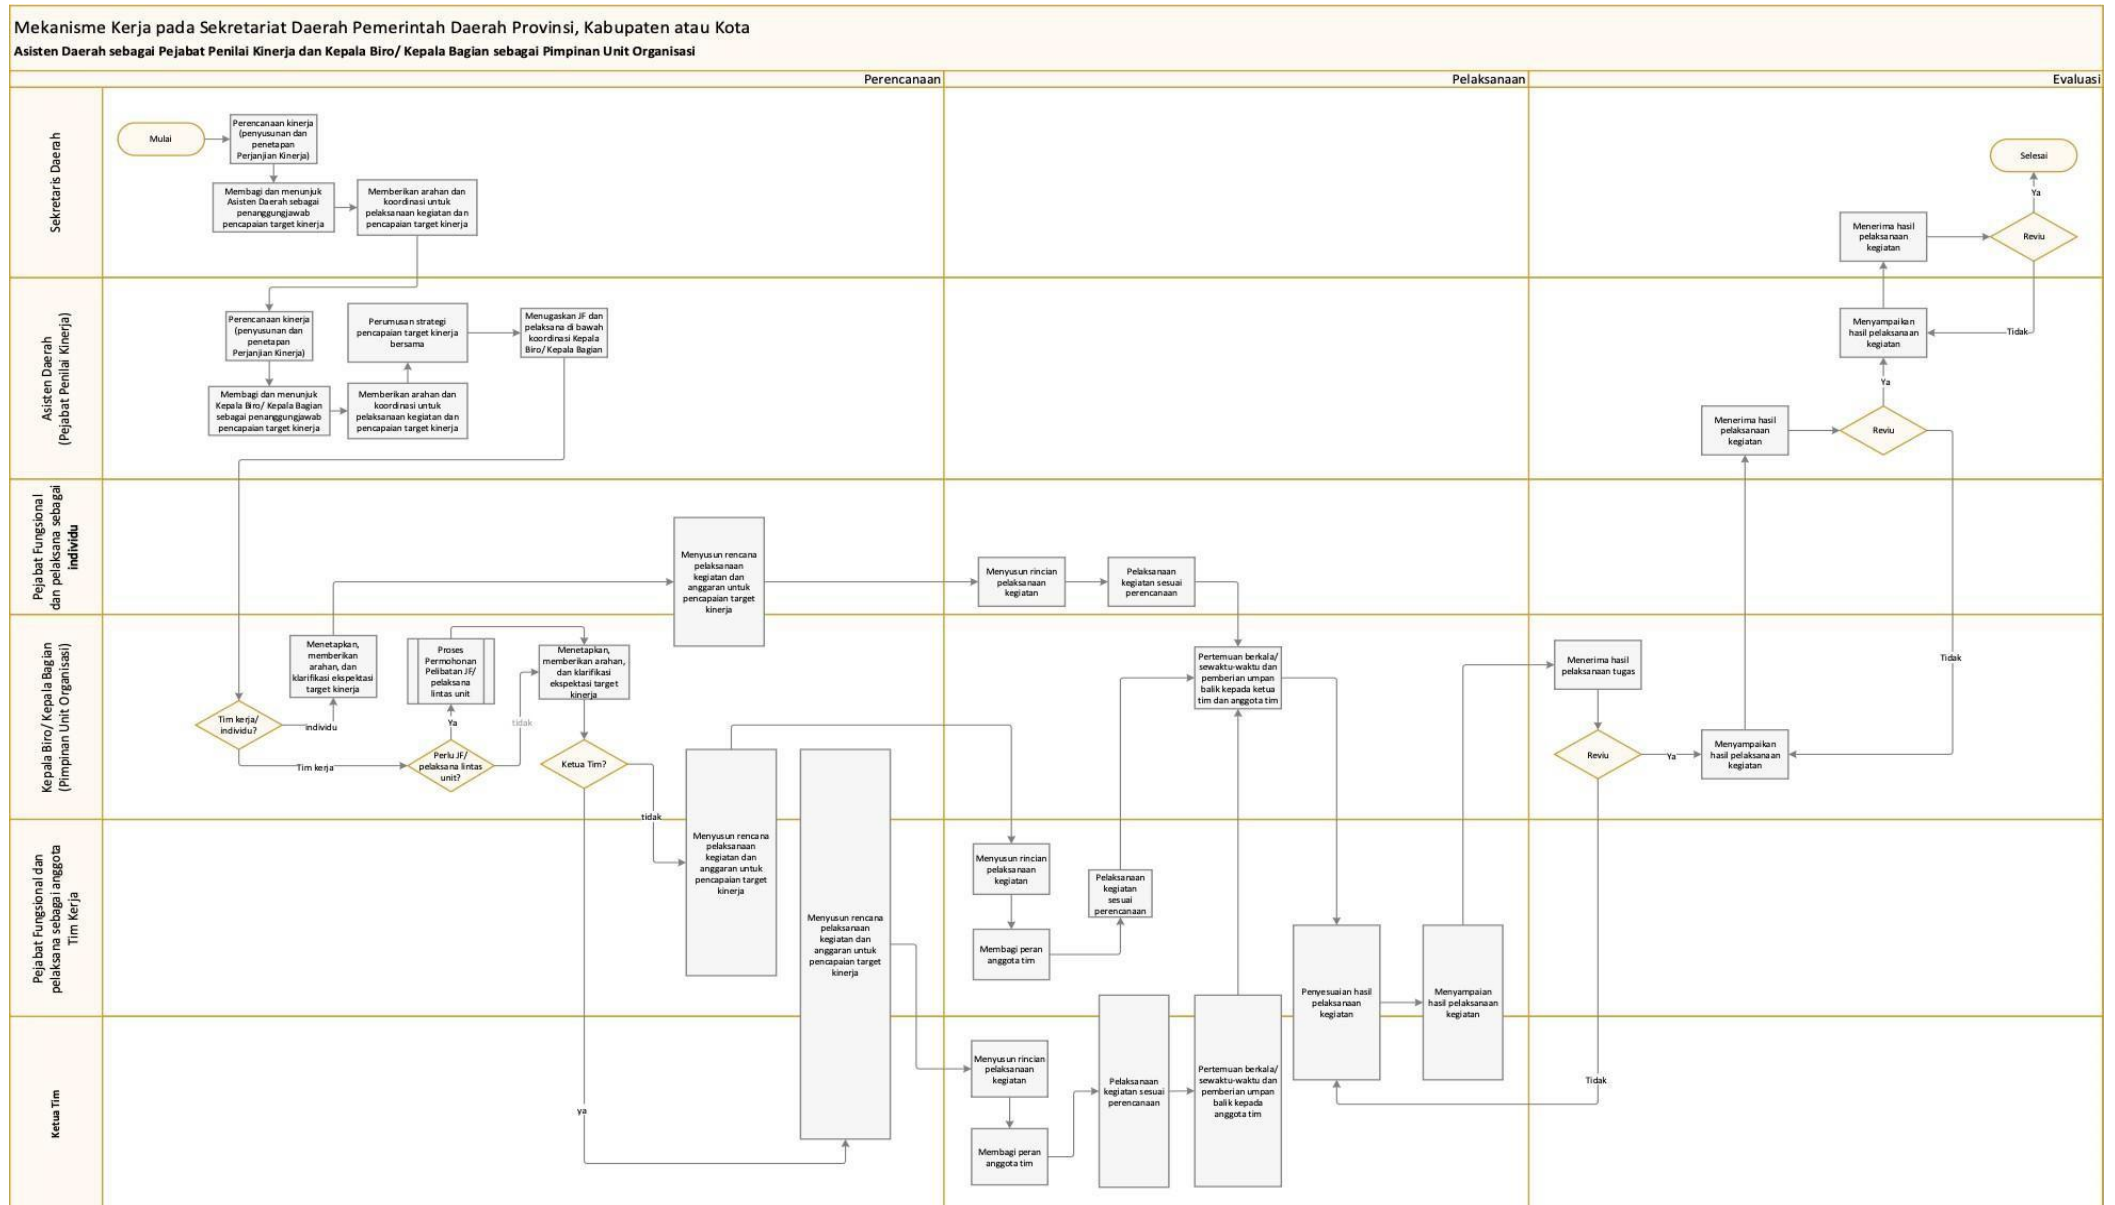 Mekanisme Kerja pada Sekretariat Daerah Pemerintah Daerah Provinsi, Kabupaten atau Kota
Asisten Daerah sebagai Pejabat Penilai Kinerja dan Kepala Biro/ Kepala Bagian sebagai Pimpinan Unit Organisasi
Perencanaan
Pelaksanaan
Evaluasi
Sekretaris Daerah
Mulai
Perencanaan kinerja
(penyusunan dan
penetapan
Perjanjian Kinerja)
Membagi dan menunjuk
Asisten Daerah sebagai
penanggungjawab
pencapaian target kinerja
Memberikan arahan dan
koordinasi untuk
pelaksanaan kegiatan dan
pencapaian target kinerja
Menerima hasil
pelaksanaan
kegiatan
Reviu
Ya
Selesai
Tidak
Asisten Daerah
(Pejabat Penilai Kinerja)
Perencanaan kinerja
(penyusunan dan
penetapan
Perjanjian Kinerja)
Membagi dan menunjuk
Kepala Biro/ Kepala Bagian
sebagai penanggungjawab
pencapaian target kinerja
Memberikan arahan dan
koordinasi untuk
pelaksanaan kegiatan dan
pencapaian target kinerja
Perumusan strategi
pencapaian target kinerja
bersama
Menugaskan JF dan
pelaksana di bawah
koordinasi Kepala
Biro/ Kepala Bagian
Menyampaikan
hasil pelaksanaan
kegiatan
Ya
Menerima hasil
pelaksanaan
kegiatan
Reviu
Tidak
Pejabat Fungsional
dan pelaksana sebagai
individu
Menyusun rencana
pelaksanaan
kegiatan dan
anggaran untuk
pencapaian target
kinerja
Menyusun rincian
pelaksanaan
kegiatan
Pelaksanaan
kegiatan sesuai
perencanaan
Kepala Biro/ Kepala Bagian
(Pimpinan Unit Organisasi)
Tim kerja/
individu?
individu
Tim kerja
Menetapkan,
memberikan
arahan, dan
klarifikasi ekspektasi
target kinerja
Proses
Permohonan
Pelibatan JF/
pelaksana
lintas unit
Ya
tidak
Perlu JF/
pelaksana lintas
unit?
Menetapkan,
memberikan arahan,
dan klarifikasi
ekspektasi target
kinerja
Ketua Tim?
tidak
ya
Pertemuan berkala/
sewaktu-waktu dan
pemberian umpan
balik kepada ketua
tim dan anggota tim
Menerima hasil
pelaksanaan tugas
Reviu
Ya
Tidak
Menyampaikan
hasil pelaksanaan
kegiatan
Pejabat Fungsional dan
pelaksana sebagai anggota
Tim Kerja
Menyusun rencana
pelaksanaan
kegiatan dan
anggaran untuk
pencapaian target
kinerja
Menyusun rencana
pelaksanaan
kegiatan dan
anggaran untuk
pencapaian target
kinerja
Menyusun rincian
pelaksanaan
kegiatan
Membagi peran
anggota tim
Pelaksanaan
kegiatan
sesuai
perencanaan
Penyesuaian hasil
pelaksanaan
kegiatan
Menyampaian
hasil pelaksanaan
kegiatan
Ketua Tim
Menyusun rincian
pelaksanaan
kegiatan
Membagi peran
anggota tim
Pelaksanaan
kegiatan sesuai
perencanaan
Pertemuan berkala/
sewaktu-waktu dan
pemberian umpan
balik kepada
anggota tim